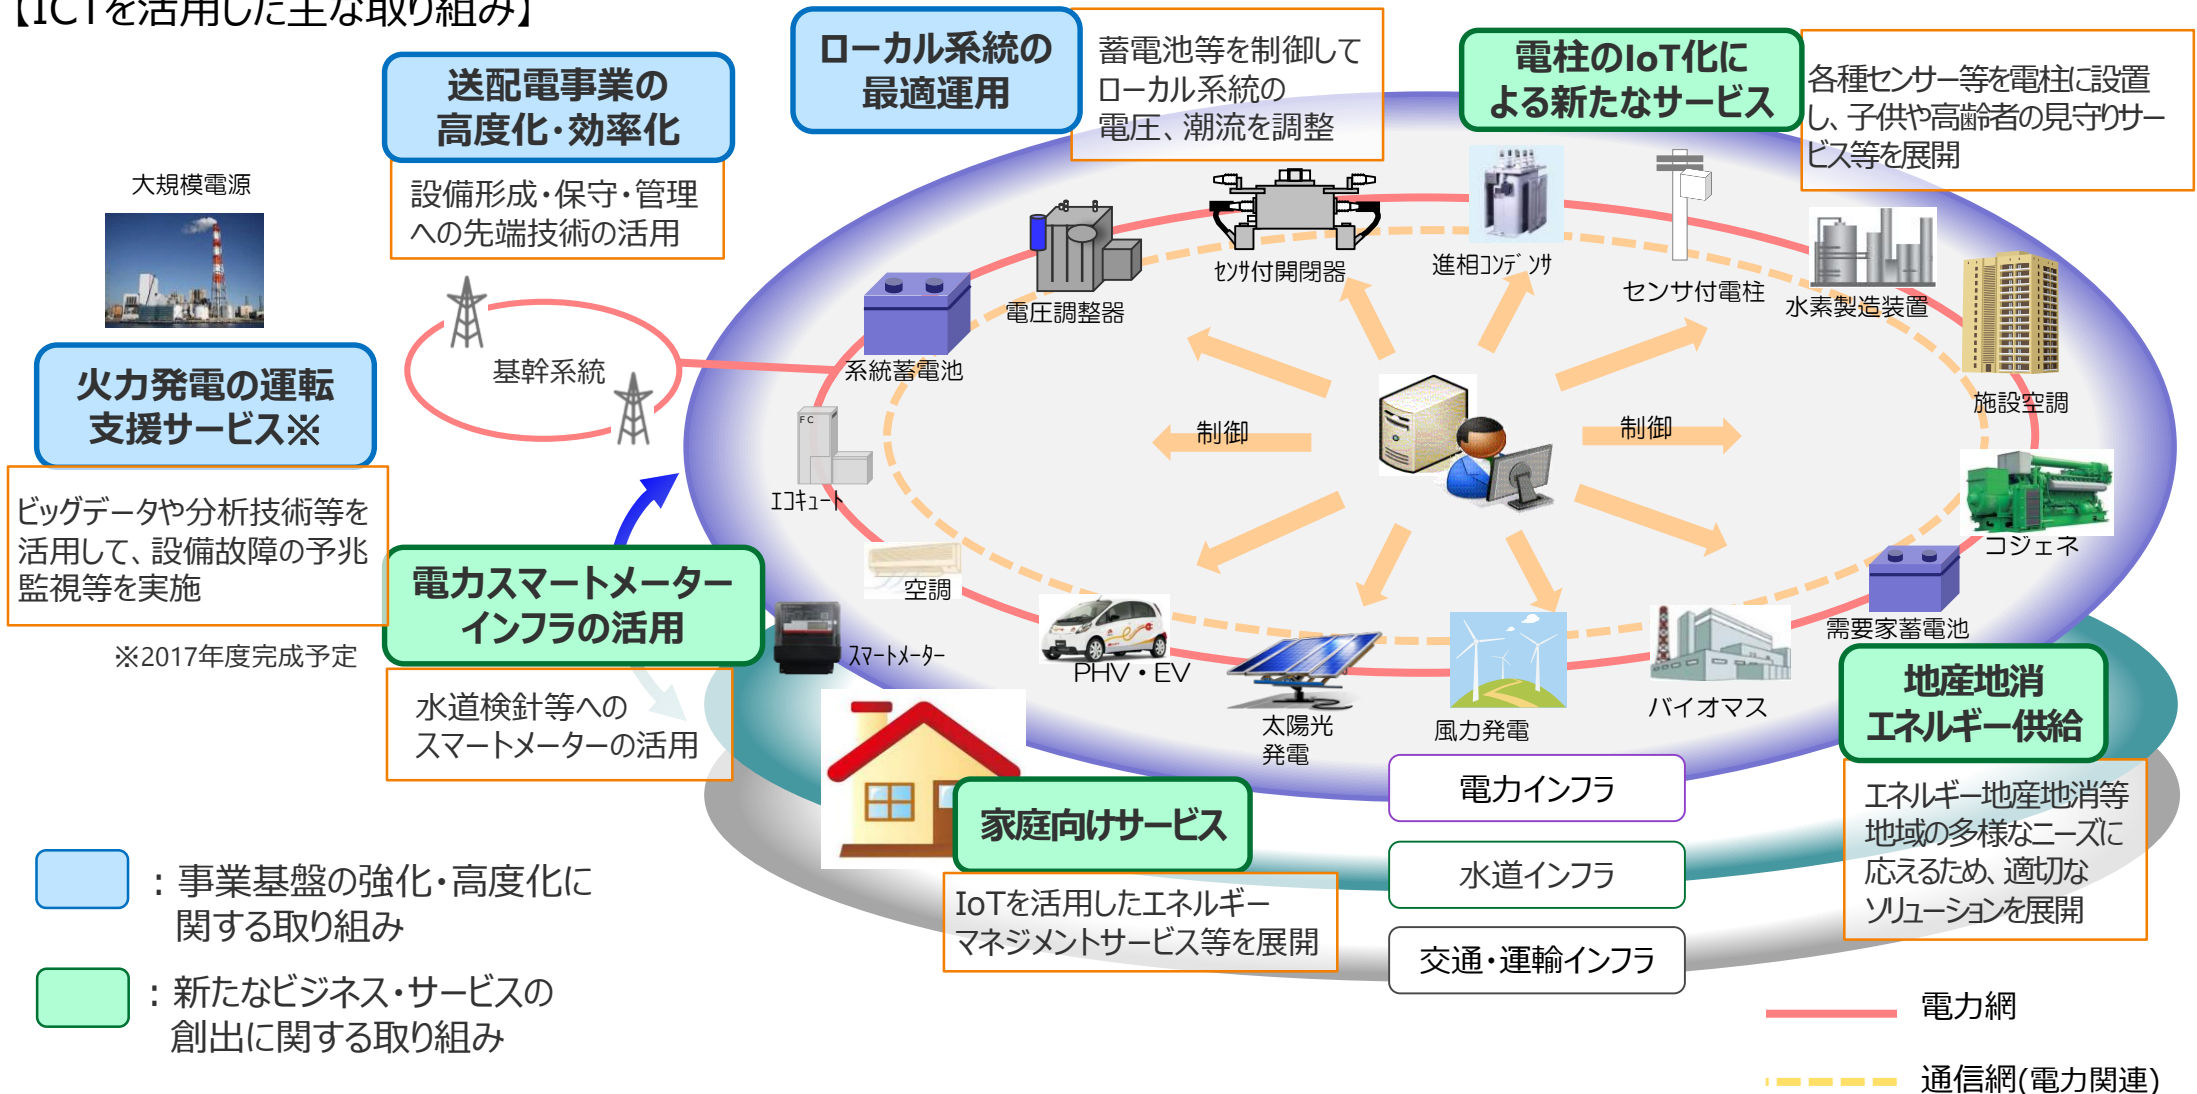 【ICTを活用した主な取り組み】
送配電事業の
高度化・効率化
設備形成・保守・管理
への先端技術の活用
ローカル系統の
最適運用
蓄電池等を制御して
ローカル系統の
電圧、潮流を調整
電柱のIoT化に
よる新たなサービス
各種センサー等を電柱に設置
し、子供や高齢者の見守りサー
ビス等を展開
大規模電源
火力発電の運転
支援サービス※
ビッグデータや分析技術等を
活用して、設備故障の予兆
監視等を実施
※2017年度完成予定
基幹系統
電力スマートメーター
インフラの活用
水道検針等への
スマートメーターの活用
系統蓄電池
電圧調整器
ｾﾝｻ付開閉器
進相ｺﾝﾃﾞﾝｻ
センサ付電柱
水素製造装置
施設空調
コジェネ
需要家蓄電池
バイオマス
風力発電
太陽光
発電
PHV・EV
ｽﾏｰﾄﾒｰﾀｰ
空調
ｴｺｷｭｰﾄ
FC
制御
制御
家庭向けサービス
IoTを活用したエネルギー
マネジメントサービス等を展開
地産地消
エネルギー供給
エネルギー地産地消等
地域の多様なニーズに
応えるため、適切な
ソリューションを展開
電力インフラ
水道インフラ
交通・運輸インフラ
：事業基盤の強化・高度化に
関する取り組み
：新たなビジネス・サービスの
創出に関する取り組み
電力網
通信網(電力関連)